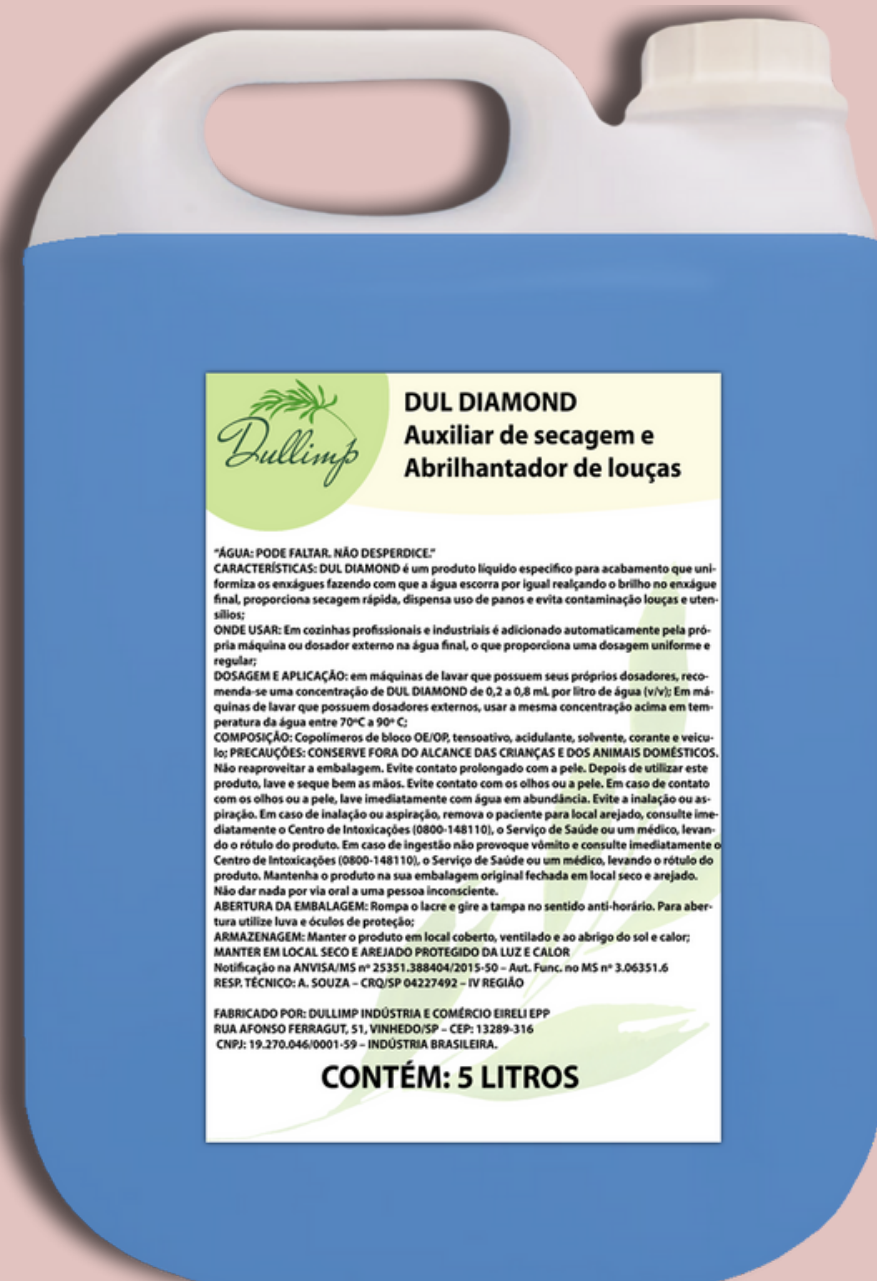 Dullimp
DUL DIAMOND
Auxiliar de secagem e
Abrilhantador de louças
"ÁGUA: PODE FALTAR. NÃO DESPERDICE."
CARACTERÍSTICAS: DUL DIAMOND é um produto líquido especifico para acabamento que uni-
formiza os enxágues fazendo com que a água escorra por igual realçando o brilho no enxágue
final, proporciona secagem rápida, dispensa uso de panos e evita contaminação louças e uten-
sílios;
ONDE USAR: Em cozinhas profissionais e industriais é adicionado automaticamente pela pró-
pria máquina ou dosador externo na água final, o que proporciona uma dosagem uniforme e
regular;
DOSAGEM E APLICAÇÃO: em máquinas de lavar que possuem seus próprios dosadores, reco-
menda-se uma concentração de DUL DIAMOND de 0,2 a 0,8 mL por litro de água (v/v); Em má-
quinas de lavar que possuem dosadores externos, usar a mesma concentração acima em tem-
peratura da água entre 70ºC a 90º C;
COMPOSIÇÃO: Copolímeros de bloco OE/OP, tensoativo, acidulante, solvente, corante e veicu-
lo; PRECAUÇÕES: CONSERVE FORA DO ALCANCE DAS CRIANÇAS E DOS ANIMAIS DOMÉSTICOS.
Não reaproveitar a embalagem. Evite contato prolongado com a pele. Depois de utilizar este
produto, lave e seque bem as mãos. Evite contato com os olhos ou a pele. Em caso de contato
com os olhos ou a pele, lave imediatamente com água em abundância. Evite a inalação ou as-
piração. Em caso de inalação ou aspiração, remova o paciente para local arejado, consulte ime-
diatamente o Centro de Intoxicações (0800-148110), o Serviço de Saúde ou um médico, levan-
do o rótulo do produto. Em caso de ingestão não provoque vômito e consulte imediatamente o
Centro de Intoxicações (0800-148110), o Serviço de Saúde ou um médico, levando o rótulo do
produto. Mantenha o produto na sua embalagem original fechada em local seco e arejado.
Não dar nada por via oral a uma pessoa inconsciente.
ABERTURA DA EMBALAGEM: Rompa o lacre e gire a tampa no sentido anti-horário. Para aber-
tura utilize luva e óculos de proteção;
ARMAZENAGEM: Manter o produto em local coberto, ventilado e ao abrigo do sol e calor;
MANTER EM LOCAL SECO E AREJADO PROTEGIDO DA LUZ E CALOR
Notificação na ANVISA/MS nº 25351.388404/2015-50 – Aut. Func. no MS nº 3.06351.6
RESP. TÉCNICO: A. SOUZA – CRQ/SP 04227492 – IV REGIÃO
FABRICADO POR: DULLIMP INDÚSTRIA E COMÉRCIO EIRELI EPP
RUA AFONSO FERRAGUT, 51, VINHEDO/SP – CEP: 13289-316
CNPJ: 19.270.046/0001-59 – INDÚSTRIA BRASILEIRA.
CONTÉM: 5 LITROS